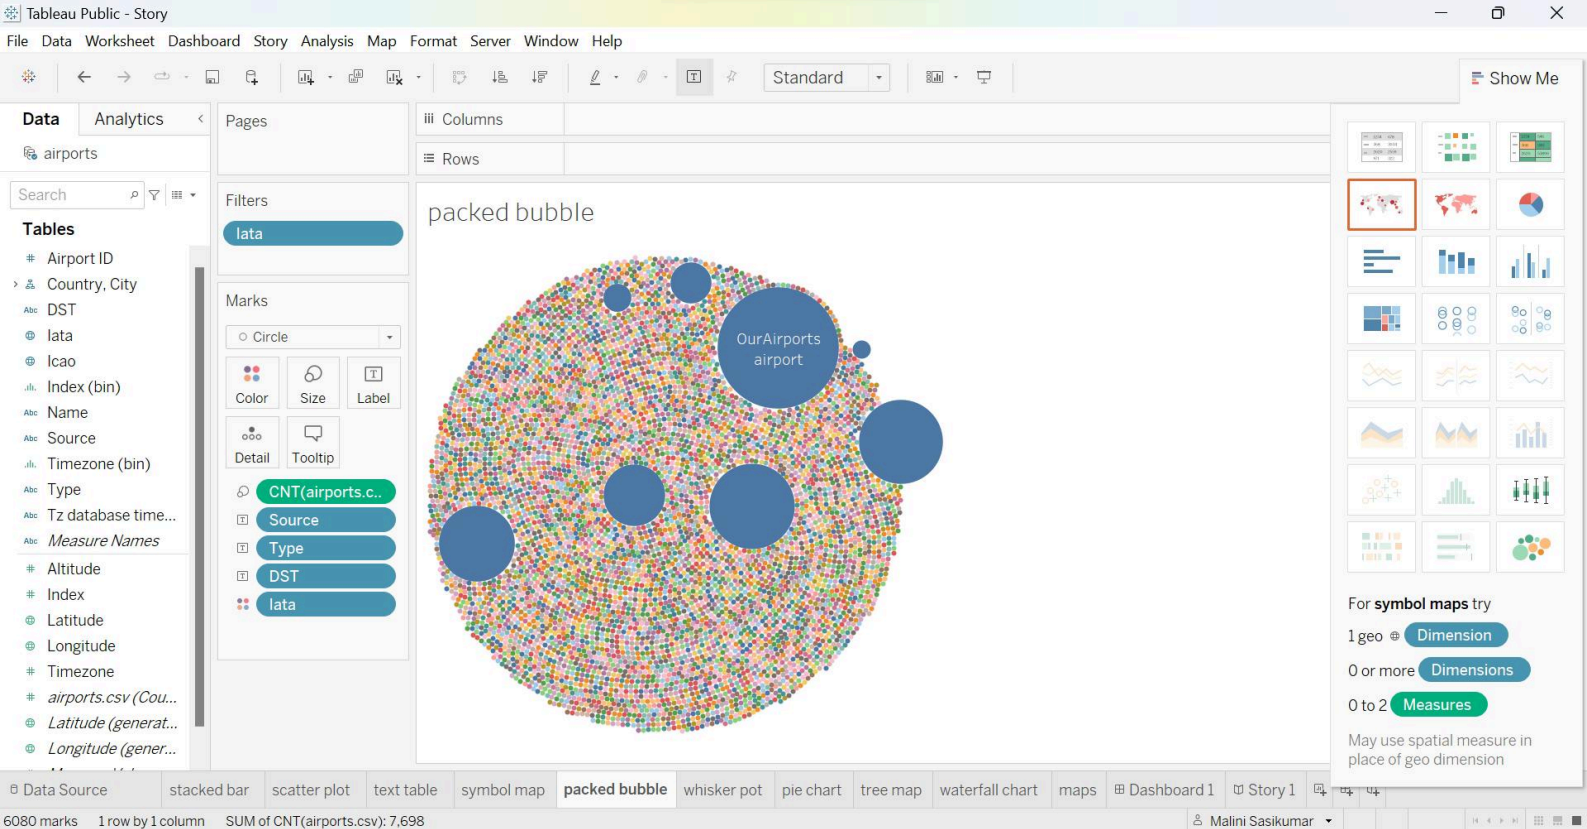 Tableau Public - Story
File Data Worksheet Dashboard Story Analysis Map Format Server Window Help
Standard
Show Me
Data Analytics
airports
Search
Tables
Airport ID
Country, City
Abc DST
Iata
Icao
Index (bin)
Abc Name
Abc Source
Timezone (bin)
Abc Type
Abc Tz database time...
Abc Measure Names
Altitude
Index
Latitude
Longitude
Timezone
airports.csv (Cou...
Latitude (generat...
Longitude (gener...
Pages
Filters
Iata
Marks
Circle
Color Size Label
Detail Tooltip
CNT(airports.c..
Source
Type
DST
Iata
iii Columns
Rows
packed bubble
OurAirports
airport
For symbol maps try
1 geo Dimension
0 or more Dimensions
0 to 2 Measures
May use spatial measure in
place of geo dimension
Data Source stacked bar scatter plot text table symbol map packed bubble whisker pot pie chart tree map waterfall chart maps Dashboard 1 Story 1
6080 marks 1 row by 1 column SUM of CNT(airports.csv): 7,698 Malini Sasikumar